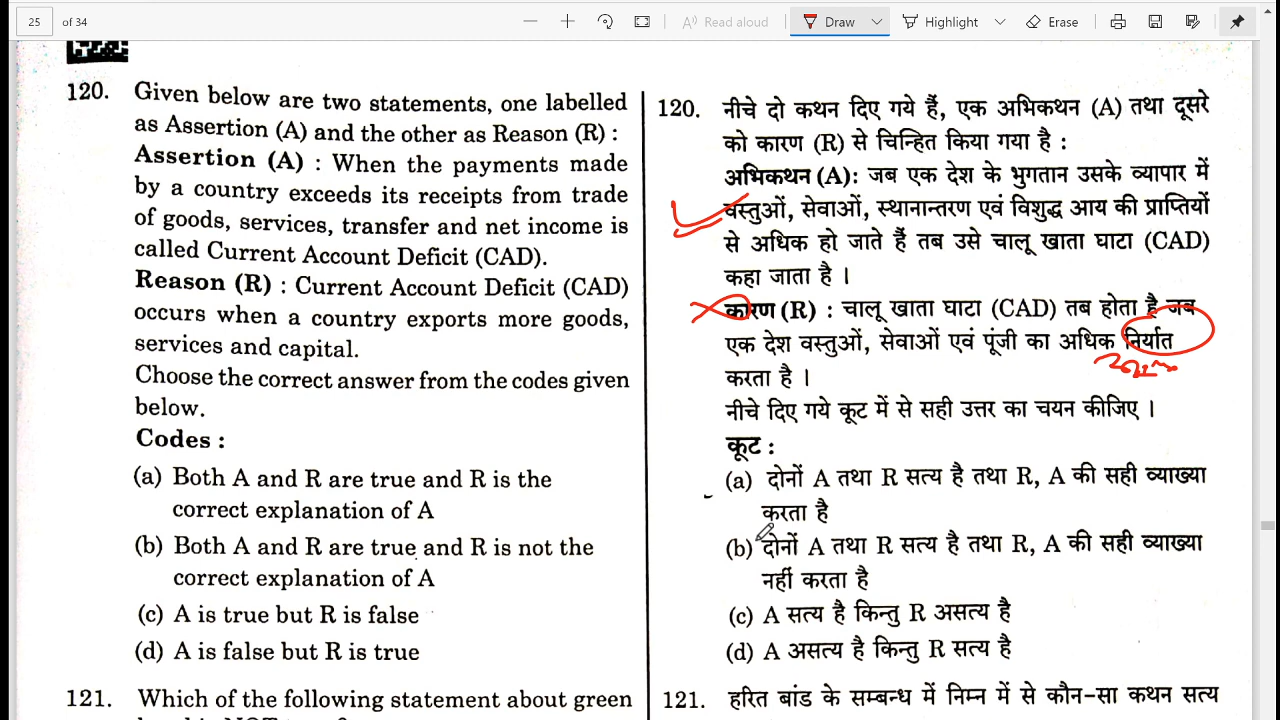 25 of 34
Read aloud
Draw
Highlight
Erase
120. Given below are two statements, one labelled
as Assertion (A) and the other as Reason (R) :
Assertion (A) : When the payments made
by a country exceeds its receipts from trade
of goods, services, transfer and net income is
called Current Account Deficit (CAD).
Reason (R) : Current Account Deficit (CAD)
occurs when a country exports more goods,
services and capital.
Choose the correct answer from the codes given
below.
Codes :
(a) Both A and R are true and R is the
correct explanation of A
(b) Both A and R are true and R is not the
correct explanation of A
(c) A is true but R is false
(d) A is false but R is true
121. Which of the following statement about green
120. नीचे दो कथन दिए गये हैं, एक अभिकथन (A) तथा दूसरे
को कारण (R) से चिन्हित किया गया है :
अभिकथन (A): जब एक देश के भुगतान उसके व्यापार में
वस्तुओं, सेवाओं, स्थानान्तरण एवं विशुद्ध आय की प्राप्तियों
से अधिक हो जाते हैं तब उसे चालू खाता घाटा (CAD)
कहा जाता है ।
कारण (R) : चालू खाता घाटा (CAD) तब होता है जब
एक देश वस्तुओं, सेवाओं एवं पूंजी का अधिक निर्यात
करता है ।
नीचे दिए गये कूट में से सही उत्तर का चयन कीजिए ।
कूट :
(a) दोनों A तथा R सत्य है तथा R, A की सही व्याख्या
करता है
(b) दोनों A तथा R सत्य है तथा R, A की सही व्याख्या
नहीं करता है
(c) A सत्य है किन्तु R असत्य है
(d) A असत्य है किन्तु R सत्य है
121. हरित बांड के सम्बन्ध में निम्न में से कौन-सा कथन सत्य